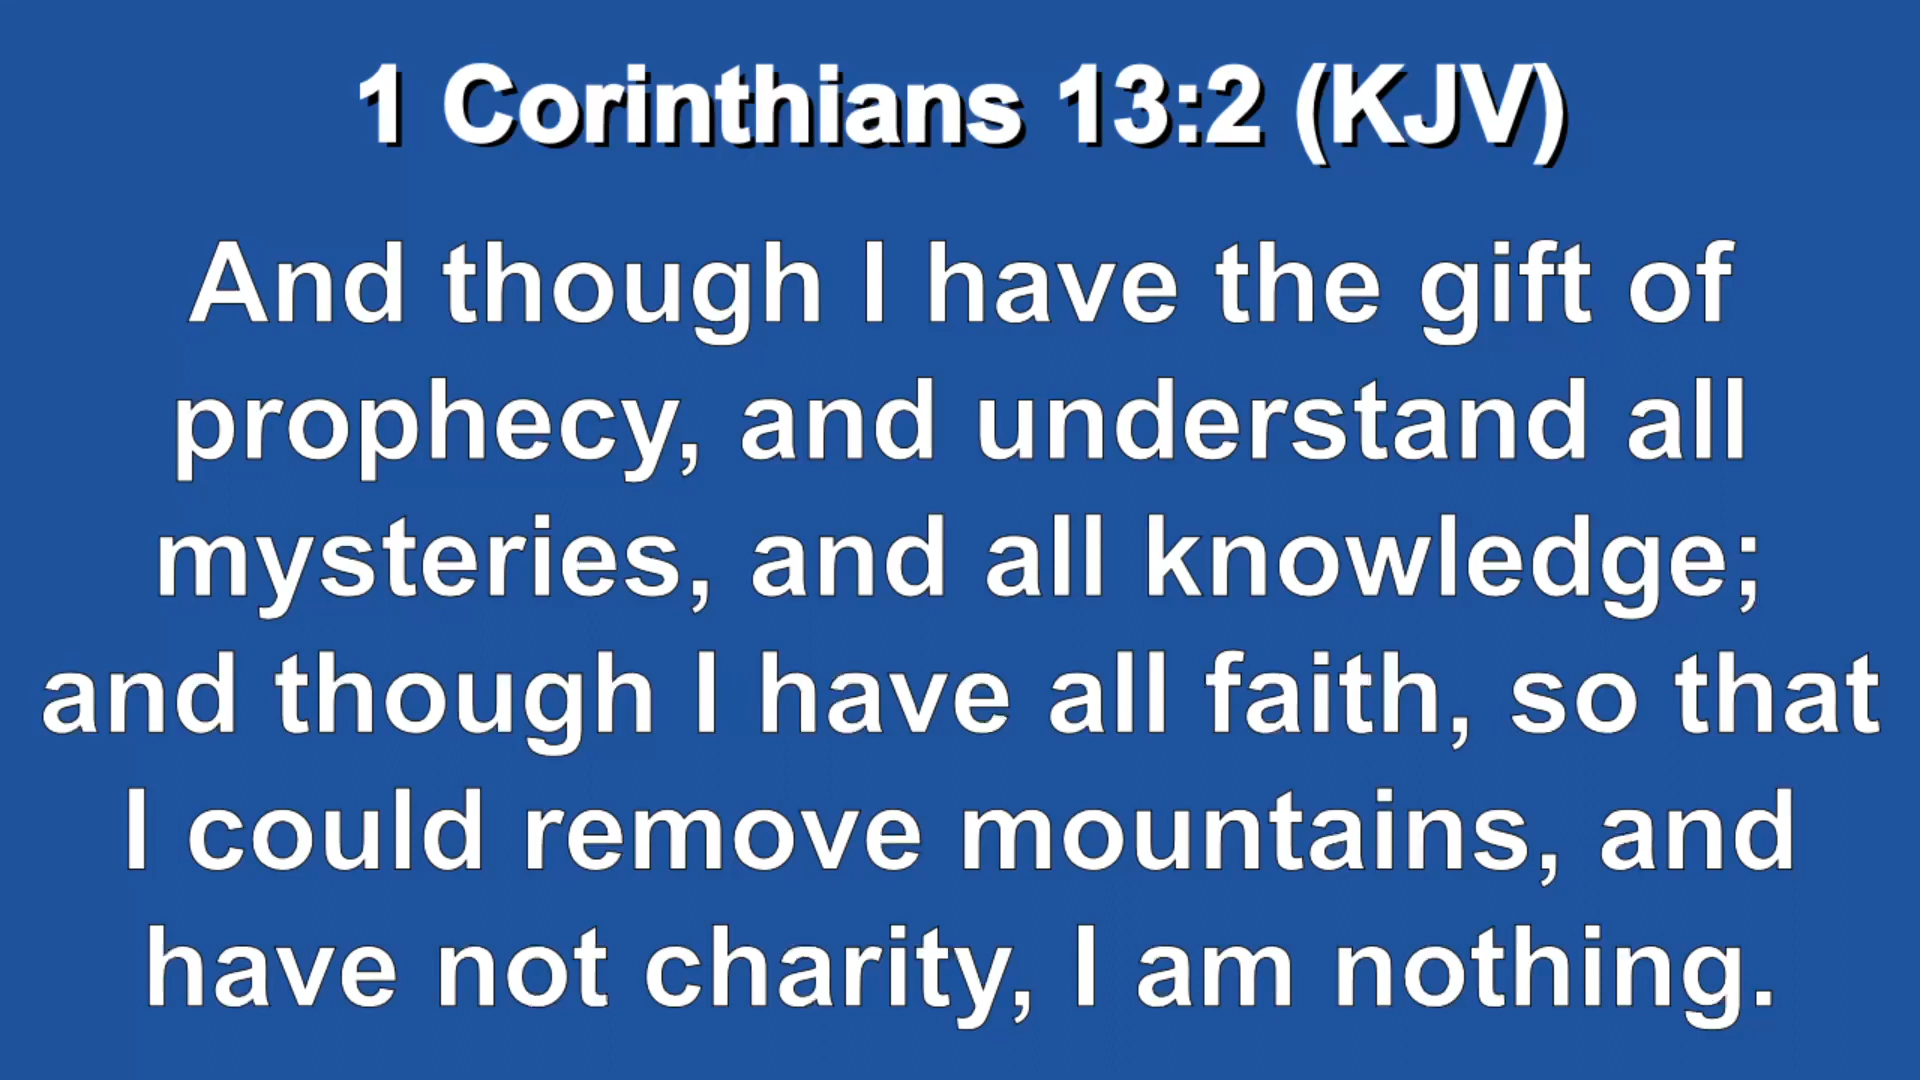 1 Corinthians 13:2 (KJV)
And though I have the gift of
prophecy, and understand all
mysteries, and all knowledge;
and though I have all faith, so that
I could remove mountains, and
have not charity, I am nothing.